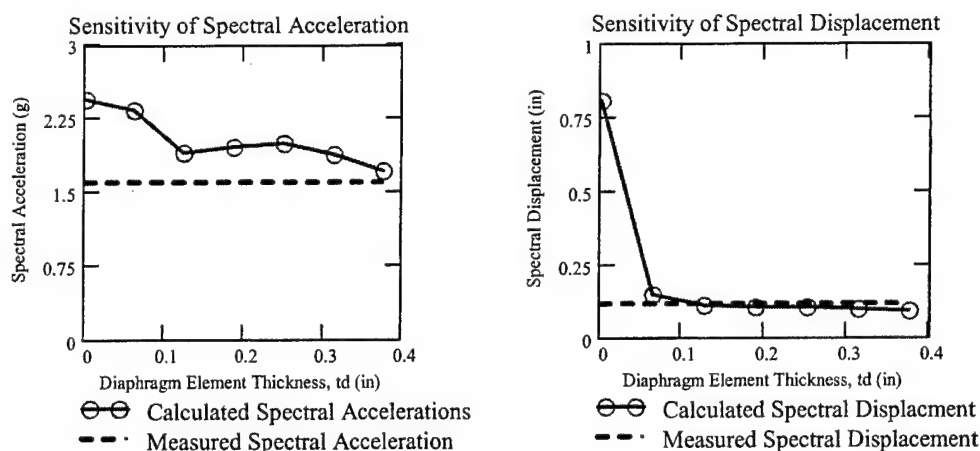 Sensitivity of Spectral Acceleration
3
2.25
1.5
0.75
0
Spectral Acceleration (g)
0 0.1 0.2 0.3 0.4
Diaphragm Element Thickness, td (in)
Calculated Spectral Accelerations
Measured Spectral Acceleration
Sensitivity of Spectral Displacement
1
0.75
0.5
0.25
0
Spectral Displacement (in)
0 0.1 0.2 0.3 0.4
Diaphragm Element Thickness, td (in)
Calculated Spectral Displacment
Measured Spectral Displacement